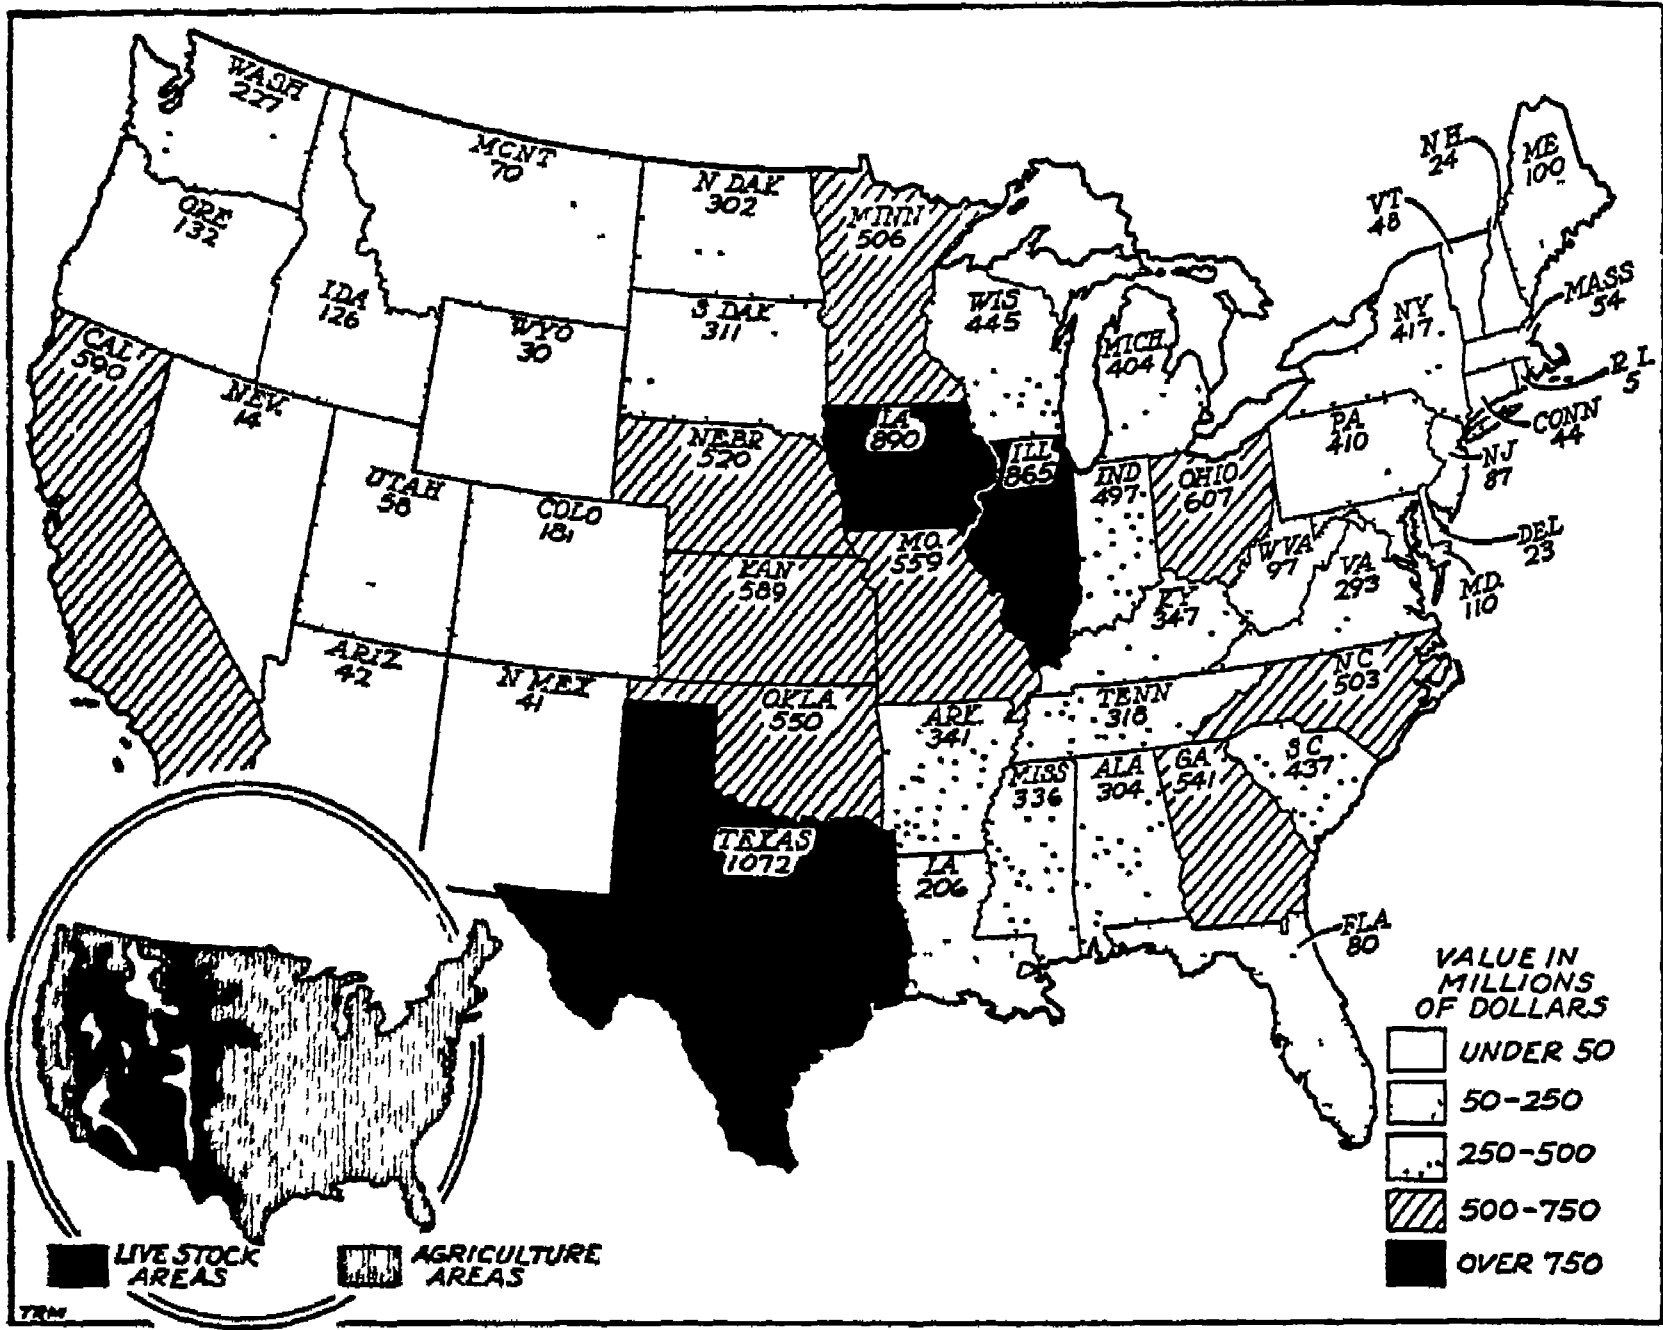 WASH
227
MONT
70
N DAK
302
MINN
506
NH
24
ME
100
VT
48
ORE
132
IDA
126
WYO
30
S DAK
311
WIS
445
MICH.
404
NY
417
MASS
54
R I.
5
CONN
44
CAL
590
NEV.
14
UTAH
58
COLO
181
NEBR
520
IA
890
ILL
865
IND
497
OHIO
607
PA
410
NJ
87
DEL
23
MD.
110
WVA
97
VA
293
KY
347
KAN
589
MO.
559
ARIZ
42
N MEX
41
OKLA
550
ARK.
341
TENN
318
NC
503
SC
437
MISS
336
ALA
304
GA
541
TEXAS
1072
LA
206
FLA
80
VALUE IN
MILLIONS
OF DOLLARS
UNDER 50
50-250
250-500
500-750
OVER 750
LIVE STOCK
AREAS
AGRICULTURE
AREAS
TRM